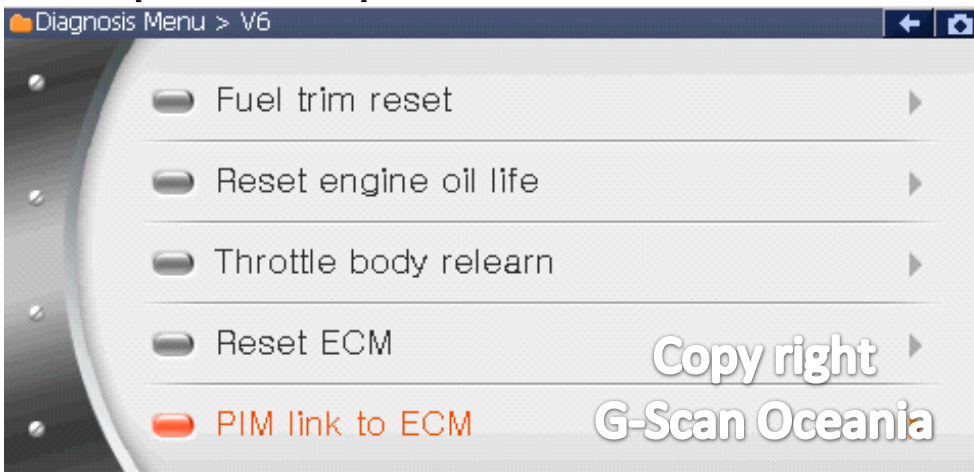 Diagnosis Menu > V6
Fuel trim reset
Reset engine oil life
Throttle body relearn
Reset ECM
PIM link to ECM
Copy right
G-Scan Oceania